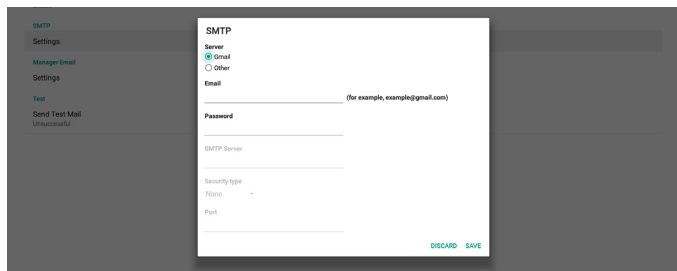 SMTP
Settings
Manager Email
Settings
Test
Send Test Mail
Unsuccessful
SMTP
Server
Gmail
Other
Email
(for example, example@gmail.com)
Password
SMTP Server
Security type
None
Port
DISCARD SAVE